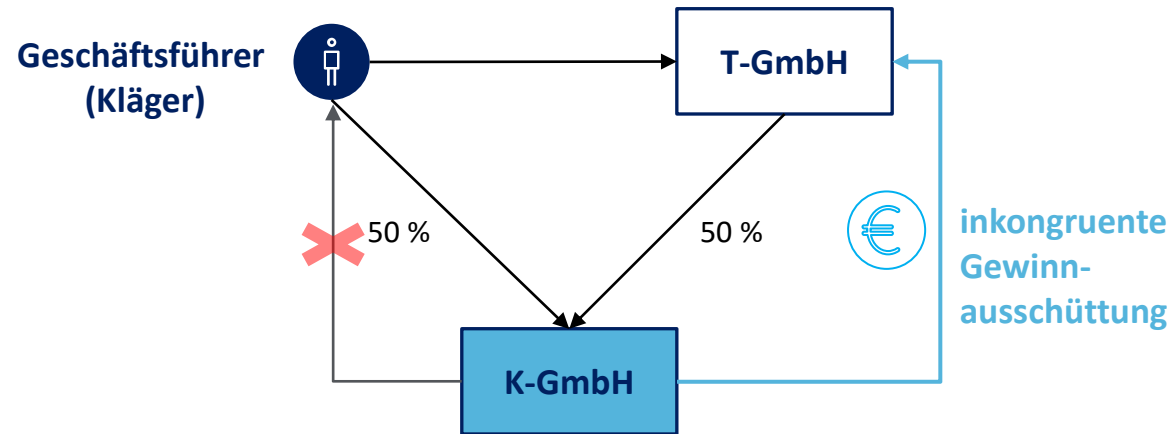 Geschäftsführer
(Kläger)
T-GmbH
50 %
50 %
€
inkongruente
Gewinn-
ausschüttung
K-GmbH